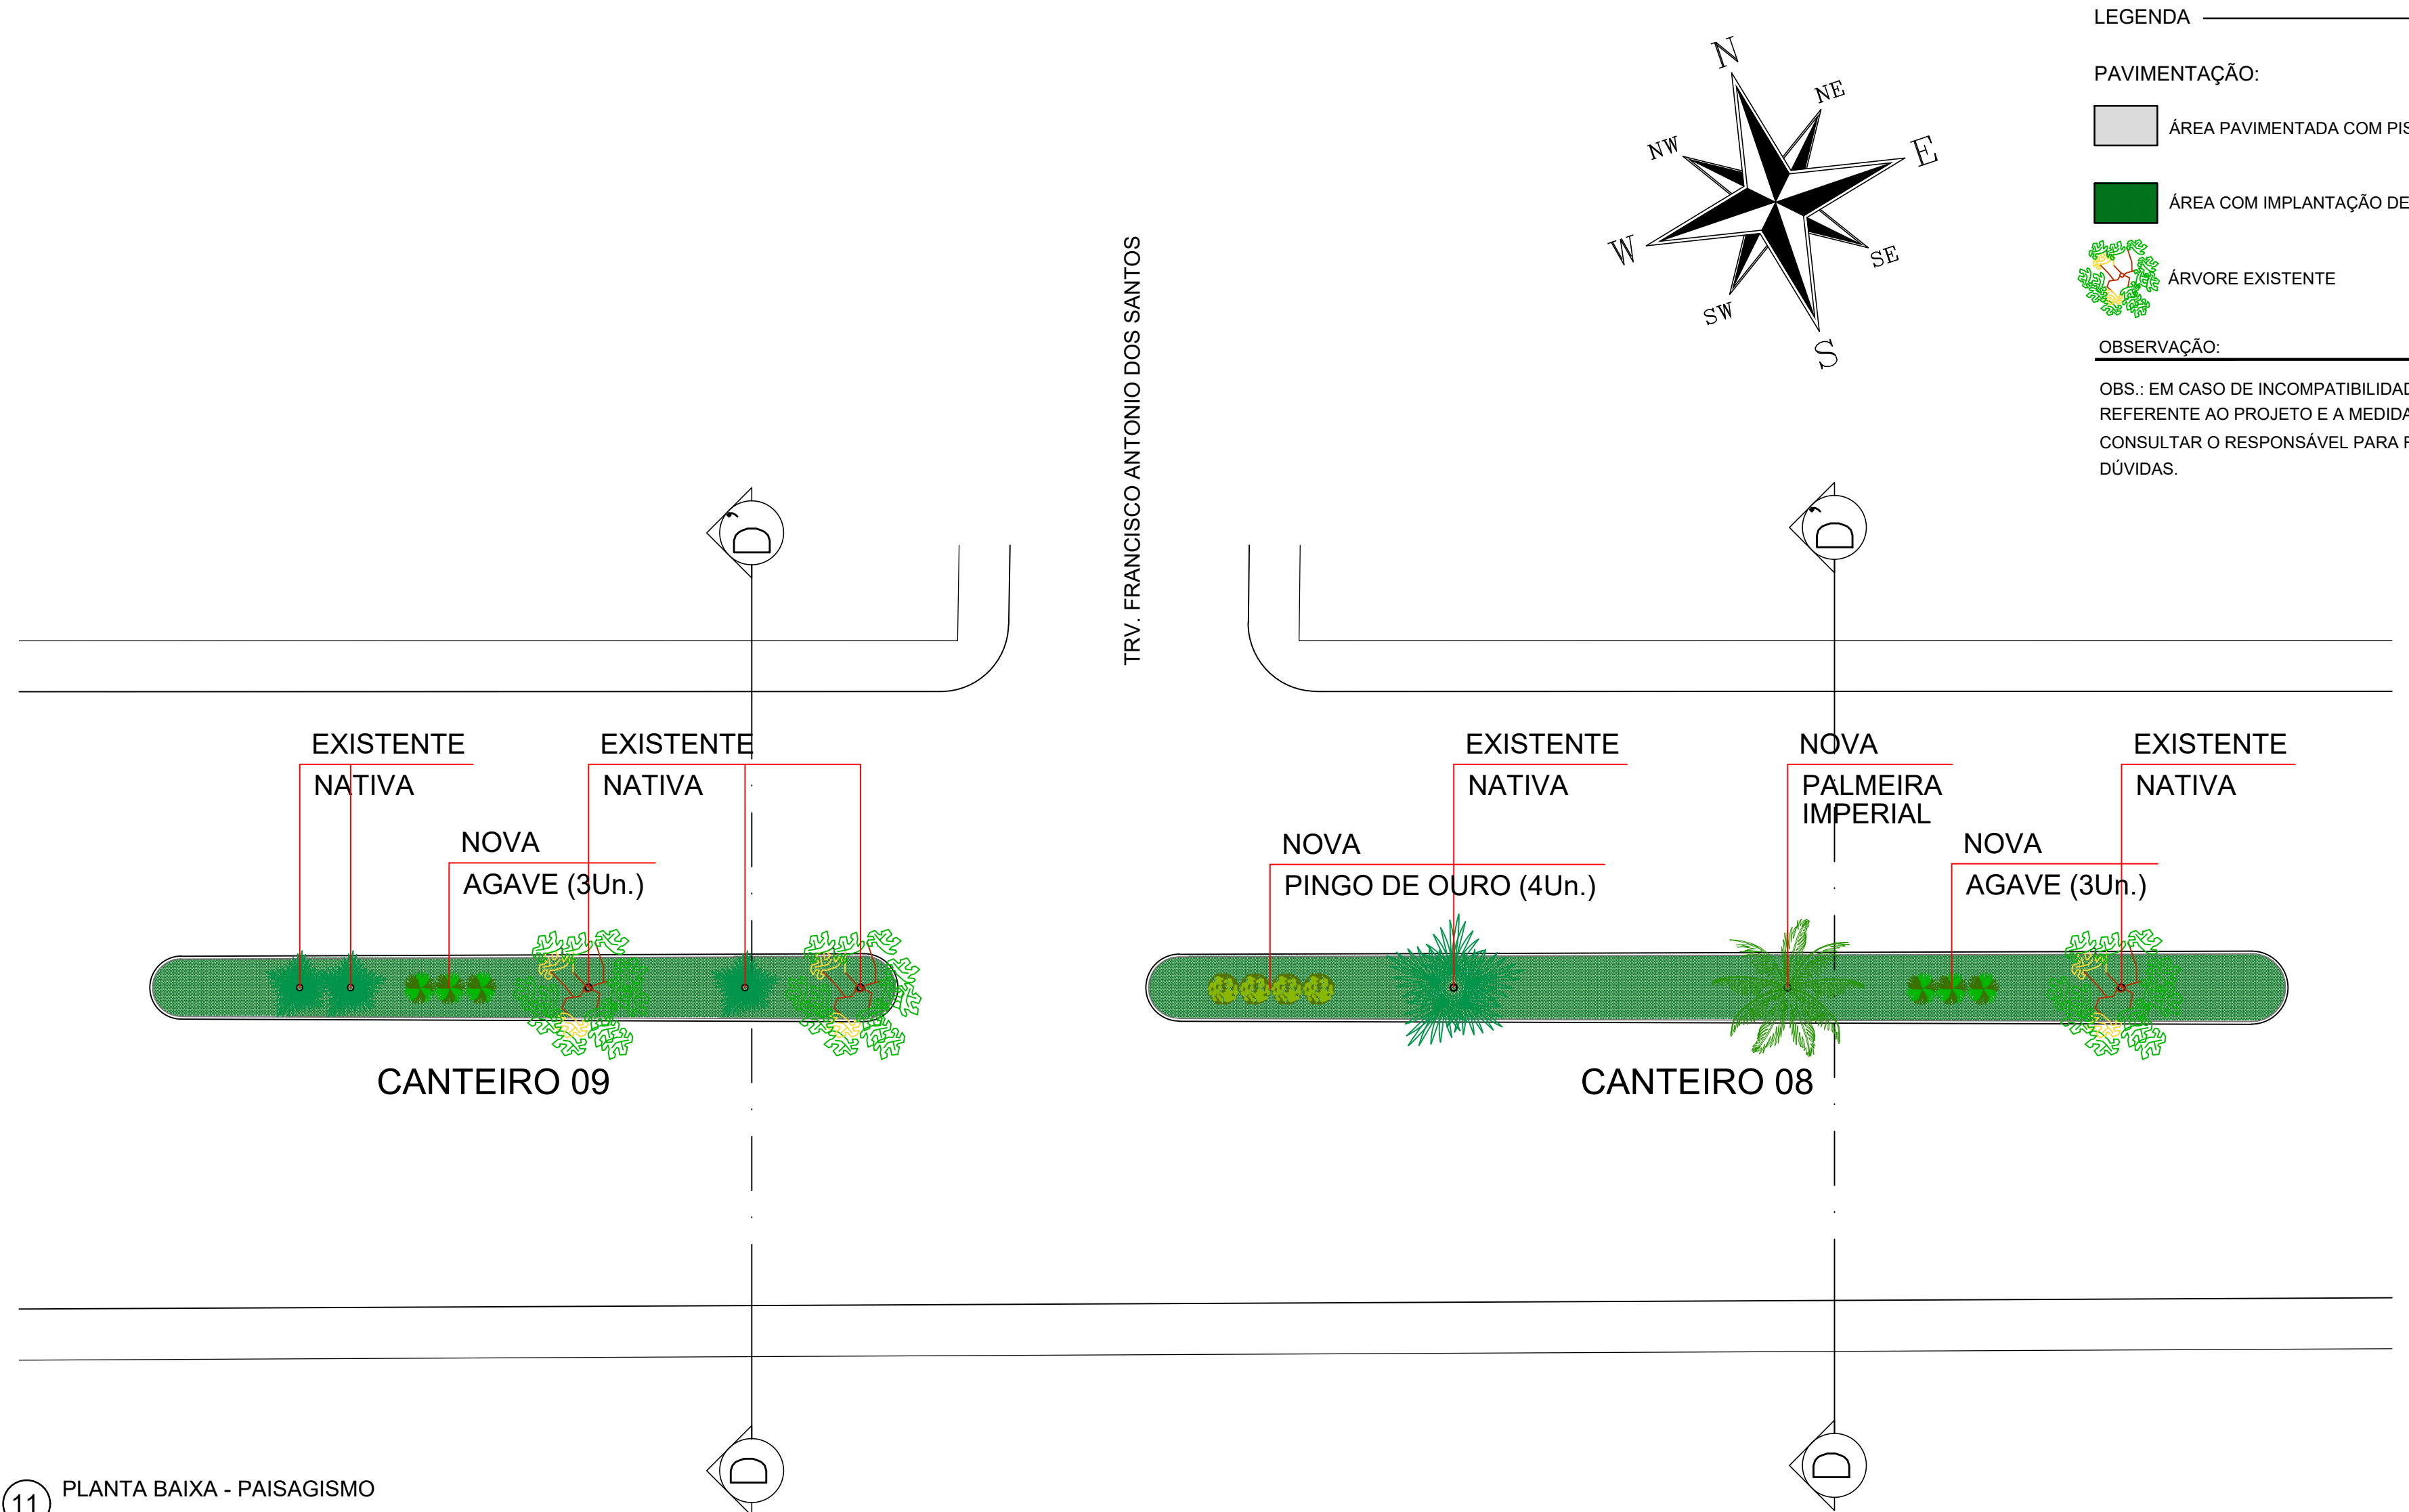 LEGENDA
PAVIMENTAÇÃO:
ÁREA PAVIMENTADA COM
ÁREA COM IMPLANTAÇÃO DE
ÁRVORE EXISTENTE
OBSERVAÇÃO:
OBS.: EM CASO DE
REFERENTE AO PROJETO E A
CONSULTAR O RESPONSÁVEL PARA
DÚVIDAS.
N
NE
E
SE
S
SW
W
NW
TRV. FRANCISCO ANTONIO DOS SANTOS
D'
D'
EXISTENTE
NATIVA
EXISTENTE
NATIVA
NOVA
AGAVE (3Un.)
EXISTENTE
NATIVA
NOVA
PALMEIRA
IMPERIAL
EXISTENTE
NATIVA
NOVA
PINGO DE OURO (4Un.)
NOVA
AGAVE (3Un.)
CANTEIRO 09
CANTEIRO 08
D
D
11
PLANTA BAIXA - PAISAGISMO